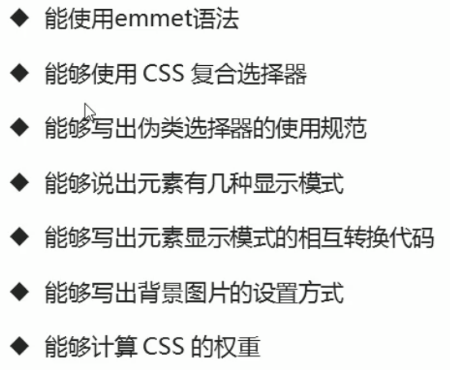 ◆ 能使用emmet语法
◆ 能够使用 CSS 复合选择器
◆ 能够写出伪类选择器的使用规范
◆ 能够说出元素有几种显示模式
◆ 能够写出元素显示模式的相互转换代码
◆ 能够写出背景图片的设置方式
◆ 能够计算 CSS 的权重